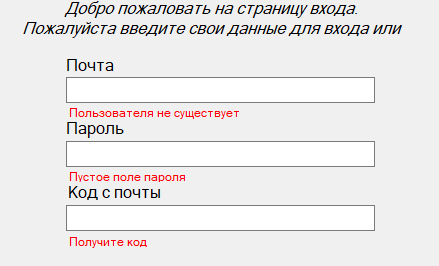 Добро пожаловать на страницу входа.
Пожалуйста введите свои данные для входа или
Почта
Пользователя не существует
Пароль
Пустое поле пароля
Код с почты
Получите код